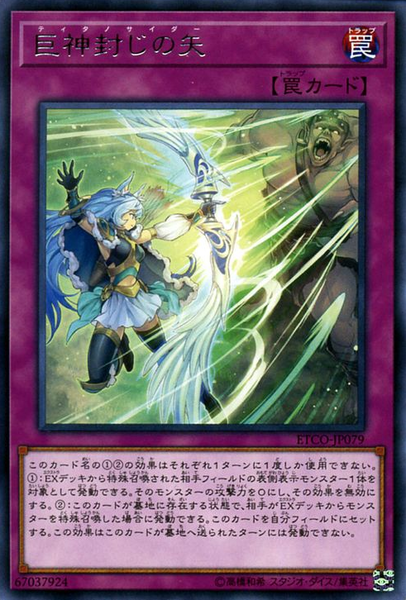 ティタノサイダー
巨神封じの矢
トラップ
罠
【罠カード】
ETCO-JP079
このカード名の①②の効果はそれぞれ1ターンに1度しか使用できない。
①:EXデッキから特殊召喚された相手フィールドの表側表示モンスター1体を
対象として発動できる。そのモンスターの攻撃力を0にし、その効果を無効に
する。②:このカードが墓地に存在する状態で、相手がEXデッキからモンス
ターを特殊召喚した場合に発動できる。このカードを自分フィールドにセット
する。この効果はこのカードが墓地へ送られたターンには発動できない。
67037924
©高橋和希 スタジオ・ダイス/集英社